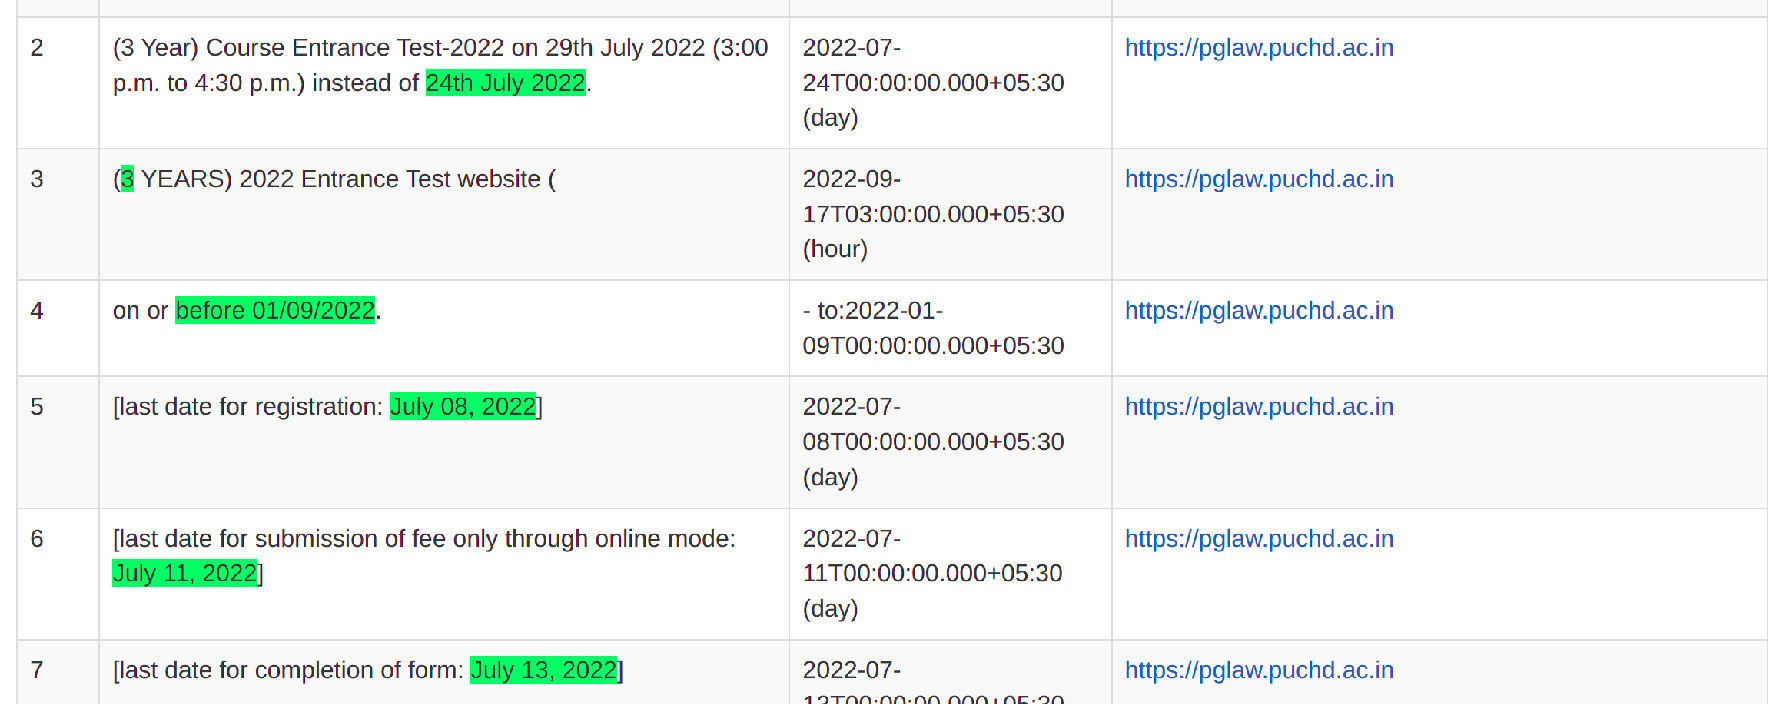 2
(3 Year) Course Entrance Test-2022 on 29th July 2022 (3:00
p.m. to 4:30 p.m.) instead of 24th July 2022.
2022-07-
24T00:00:00.000+05:30
(day)
https://pglaw.puchd.ac.in
3
(3 YEARS) 2022 Entrance Test website (
2022-09-
17T03:00:00.000+05:30
(hour)
https://pglaw.puchd.ac.in
4
on or before 01/09/2022.
- to:2022-01-
09T00:00:00.000+05:30
https://pglaw.puchd.ac.in
5
[last date for registration: July 08, 2022]
2022-07-
08T00:00:00.000+05:30
(day)
https://pglaw.puchd.ac.in
6
[last date for submission of fee only through online mode:
July 11, 2022]
2022-07-
11T00:00:00.000+05:30
(day)
https://pglaw.puchd.ac.in
7
[last date for completion of form: July 13, 2022]
2022-07-
13T00:00:00.000+05:30
https://pglaw.puchd.ac.in